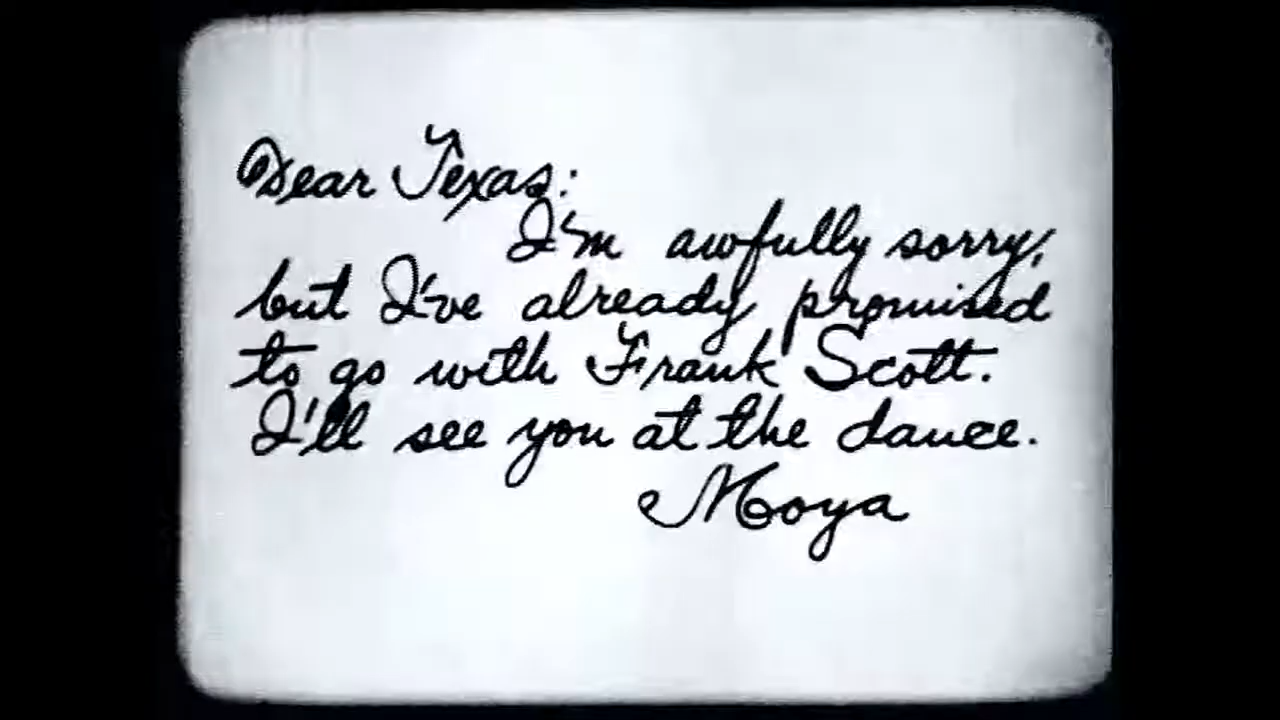 Dear Texas:
I'm awfully sorry,
but I've already promised
to go with Frank Scott.
I'll see you at the dance.
Moya